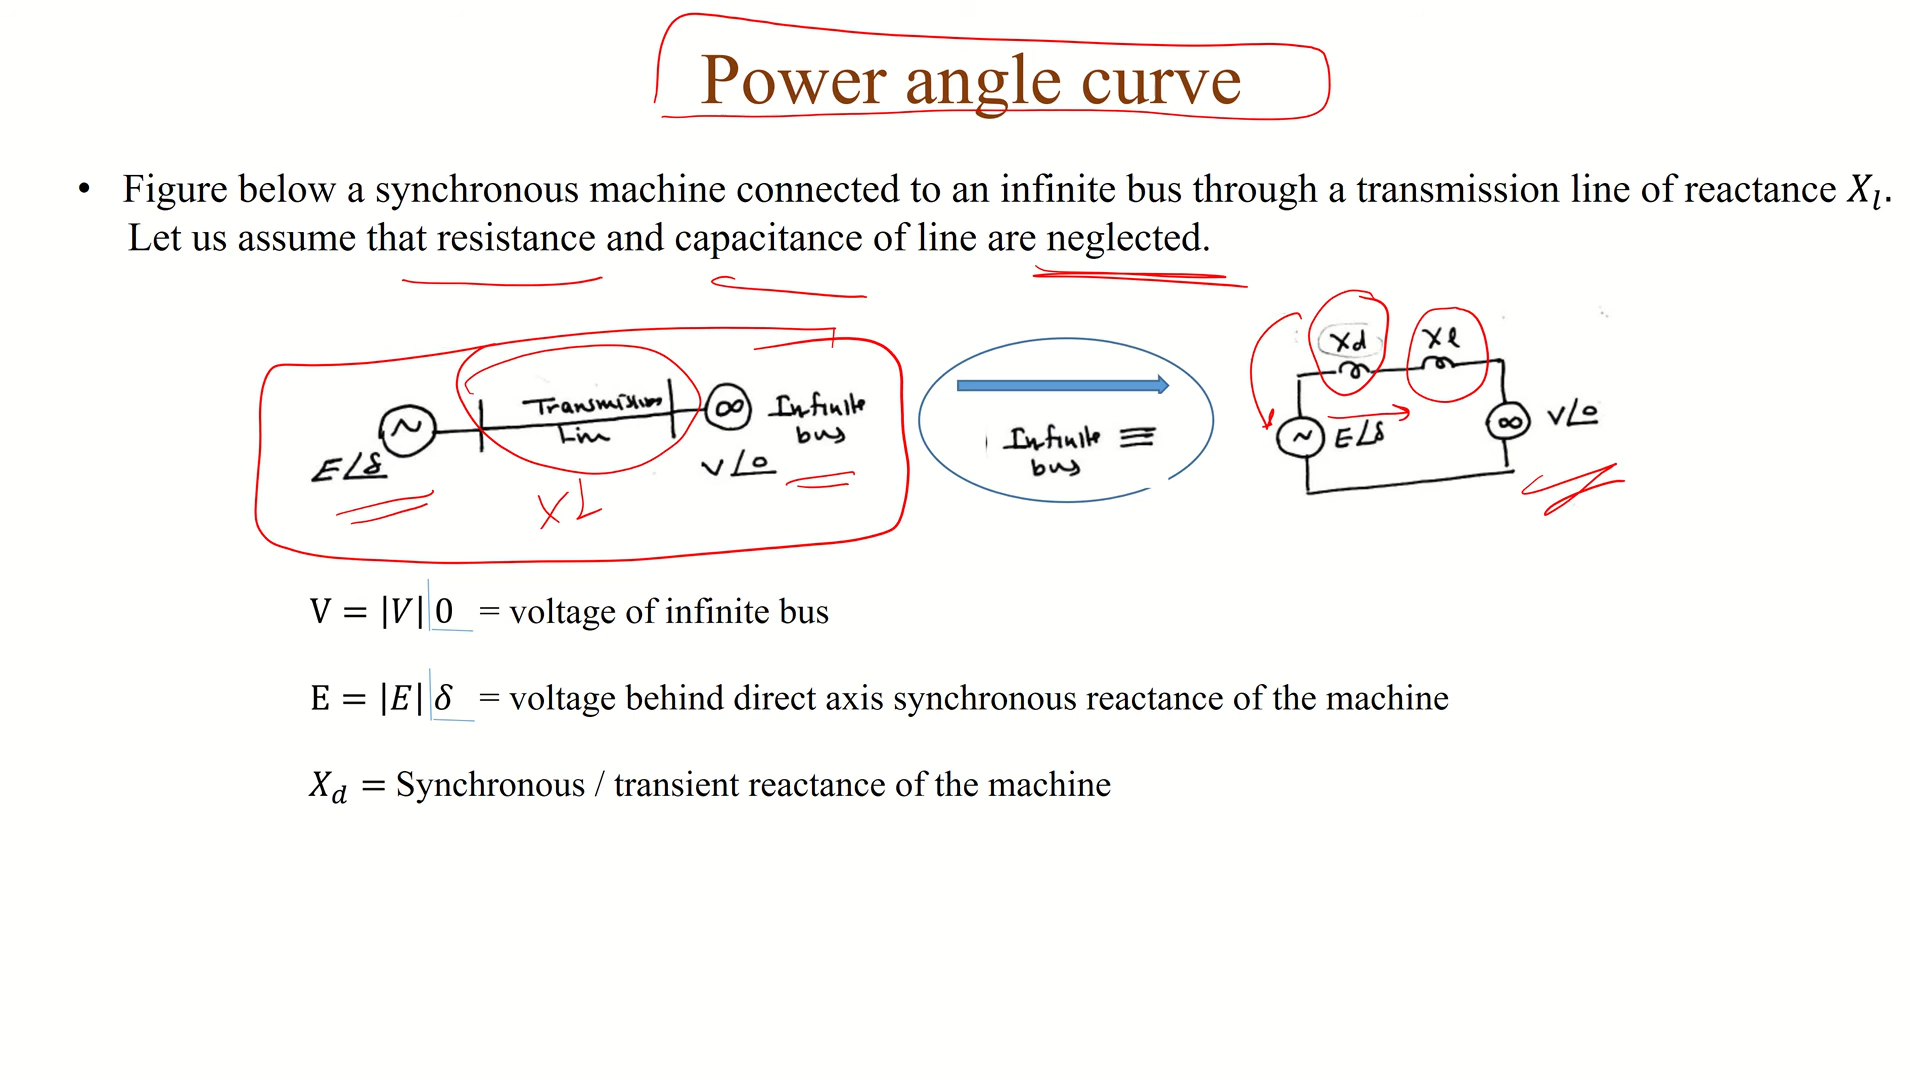 Power angle curve
• Figure below a synchronous machine connected to an infinite bus through a transmission line of reactance X_l.
Let us assume that resistance and capacitance of line are neglected.
Transmission
Lin
E∠δ
XL
∞
Infinite
bus
V∠0
Infinite ≡
bus
Xd
Xl
E∠δ
∞
V∠0
V = |V| 0 = voltage of infinite bus
E = |E| δ = voltage behind direct axis synchronous reactance of the machine
X_d = Synchronous / transient reactance of the machine